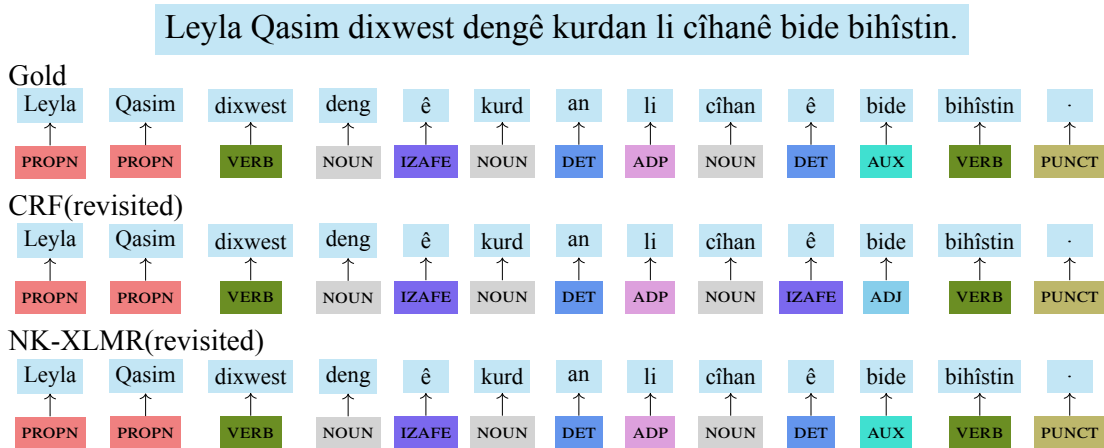 Leyla Qasim dixwest dengê kurdan li cîhanê bide bihîstin.
Gold
Leyla Qasim dixwest deng ê kurd an li cîhan ê bide bihîstin .
PROPN PROPN VERB NOUN IZAFE NOUN DET ADP NOUN DET AUX VERB PUNCT
CRF(revisited)
Leyla Qasim dixwest deng ê kurd an li cîhan ê bide bihîstin .
PROPN PROPN VERB NOUN IZAFE NOUN DET ADP NOUN IZAFE ADJ VERB PUNCT
NK-XLMR(revisited)
Leyla Qasim dixwest deng ê kurd an li cîhan ê bide bihîstin .
PROPN PROPN VERB NOUN IZAFE NOUN DET ADP NOUN DET AUX VERB PUNCT